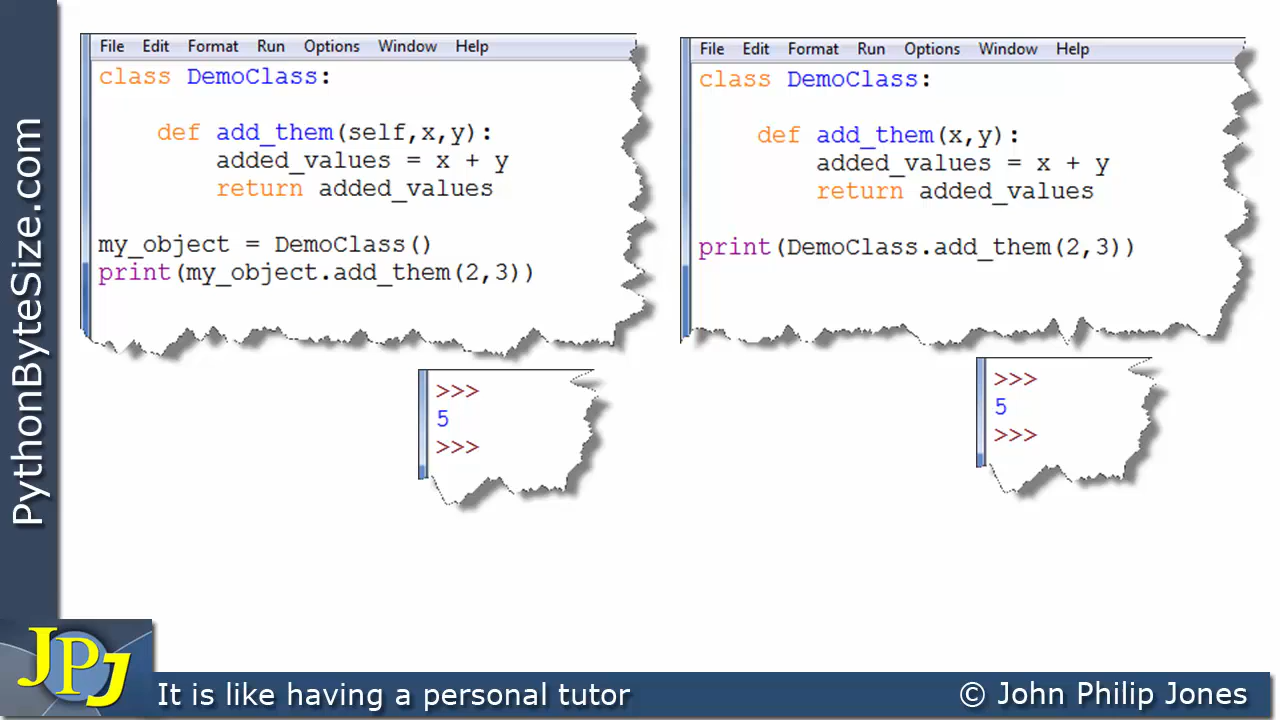 PythonByteSize.com
File Edit Format Run Options Window Help
class DemoClass:
def add_them(self,x,y):
added_values = x + y
return added_values
my_object = DemoClass()
print(my_object.add_them(2,3))
>>>
5
>>>
File Edit Format Run Options Window Help
class DemoClass:
def add_them(x,y):
added_values = x + y
return added_values
print(DemoClass.add_them(2,3))
>>>
5
>>>
JPJ
It is like having a personal tutor
© John Philip Jones